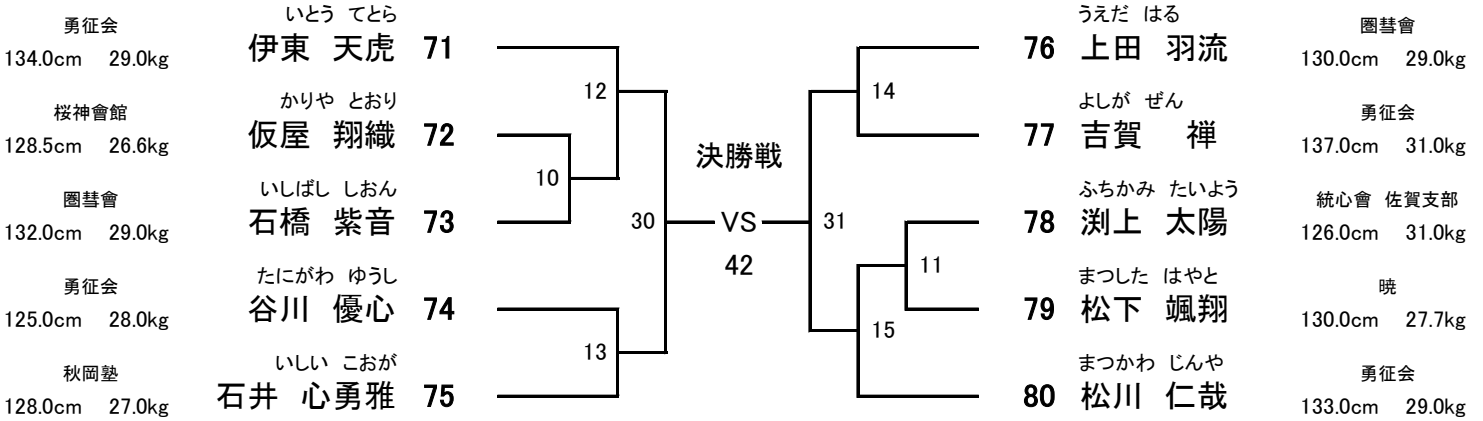 いとう てとら
勇征会
伊東 天虎 71
134.0cm 29.0kg
かりや とおり
桜神會館
仮屋 翔織 72
128.5cm 26.6kg
いしばし しおん
圏彗會
石橋 紫音 73
132.0cm 29.0kg
たにがわ ゆうし
勇征会
谷川 優心 74
125.0cm 28.0kg
いしい こおが
秋岡塾
石井 心勇雅 75
128.0cm 27.0kg
12
10
30
13
決勝戦
VS
42
14
31
11
15
うえだ はる
圏彗會
76 上田 羽流
130.0cm 29.0kg
よしが ぜん
勇征会
77 吉賀 禅
137.0cm 31.0kg
ふちかみ たいよう
統心會 佐賀支部
78 渕上 太陽
126.0cm 31.0kg
まつした はやと
暁
79 松下 颯翔
130.0cm 27.7kg
まつかわ じんや
勇征会
80 松川 仁哉
133.0cm 29.0kg